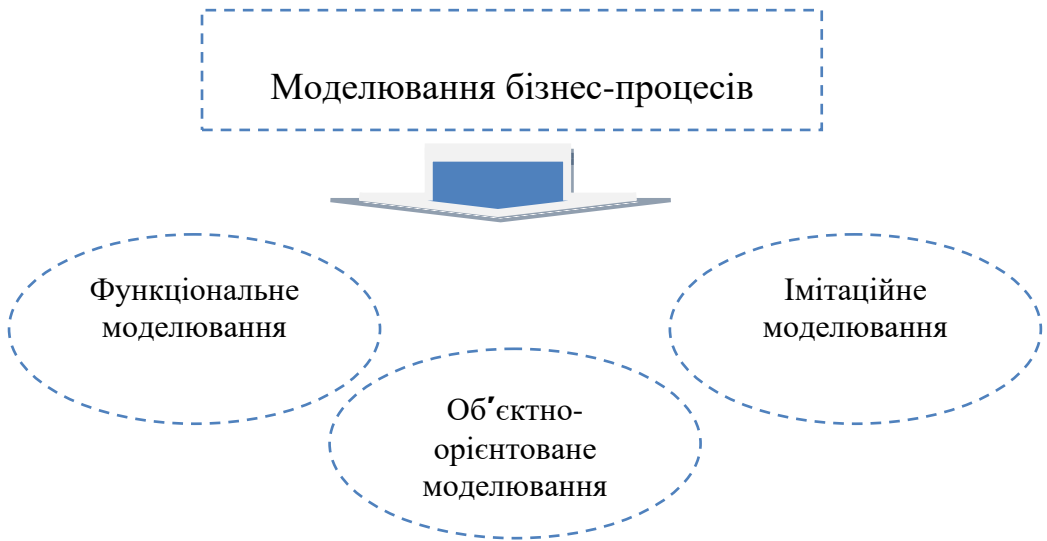 Моделювання бізнес-процесів
Функціональне
моделювання
Імітаційне
моделювання
Об′єктно-
орієнтоване
моделювання